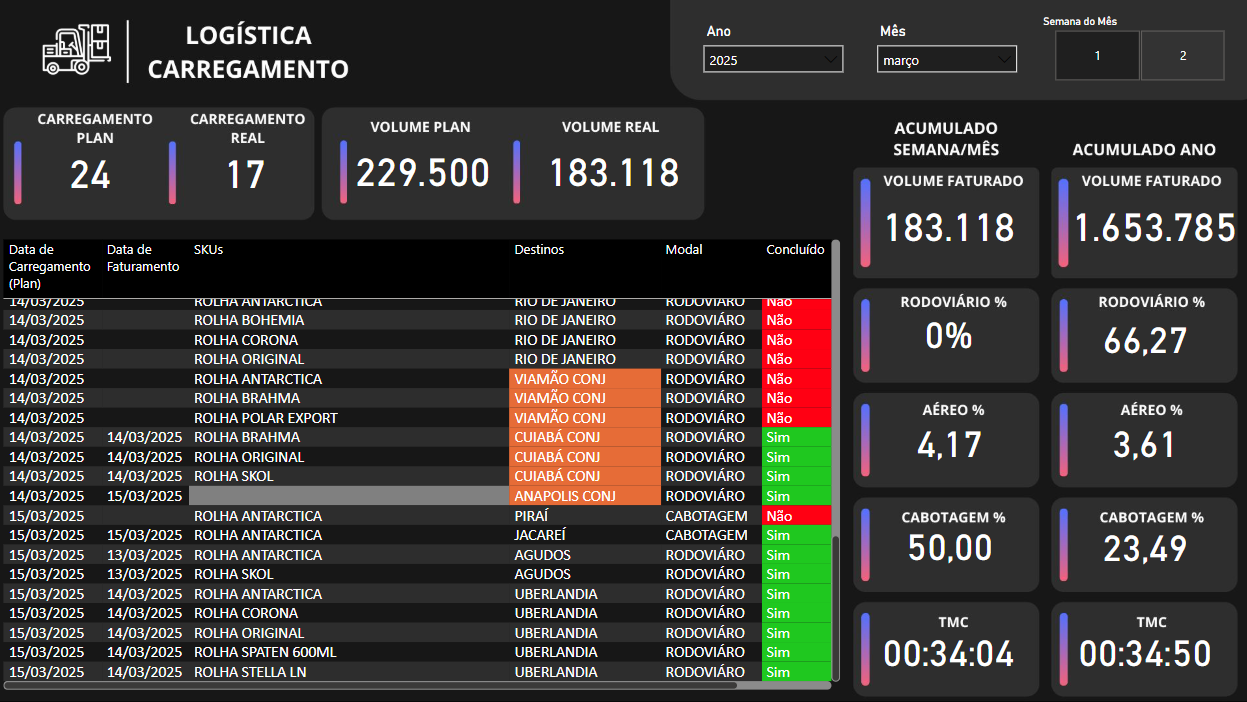 LOGÍSTICA
CARREGAMENTO
Ano
2025
Mês
março
Semana do Mês
1 2
CARREGAMENTO
PLAN
24
CARREGAMENTO
REAL
17
VOLUME PLAN
229.500
VOLUME REAL
183.118
ACUMULADO
SEMANA/MÊS
ACUMULADO ANO
VOLUME FATURADO
183.118
VOLUME FATURADO
1.653.785
RODOVIÁRIO %
0%
RODOVIÁRIO %
66,27
AÉREO %
4,17
AÉREO %
3,61
CABOTAGEM %
50,00
CABOTAGEM %
23,49
TMC
00:34:04
TMC
00:34:50
Data de
Carregamento
(Plan)
Data de
Faturamento
SKUs
Destinos
Modal
Concluído
14/03/2025 ROLHA ANTARCTICA RIO DE JANEIRO RODOVIÁRO Não
14/03/2025 ROLHA BOHEMIA RIO DE JANEIRO RODOVIÁRO Não
14/03/2025 ROLHA CORONA RIO DE JANEIRO RODOVIÁRO Não
14/03/2025 ROLHA ORIGINAL RIO DE JANEIRO RODOVIÁRO Não
14/03/2025 ROLHA ANTARCTICA VIAMÃO CONJ RODOVIÁRO Não
14/03/2025 ROLHA BRAHMA VIAMÃO CONJ RODOVIÁRO Não
14/03/2025 ROLHA POLAR EXPORT VIAMÃO CONJ RODOVIÁRO Não
14/03/2025 14/03/2025 ROLHA BRAHMA CUIABÁ CONJ RODOVIÁRO Sim
14/03/2025 14/03/2025 ROLHA ORIGINAL CUIABÁ CONJ RODOVIÁRO Sim
14/03/2025 14/03/2025 ROLHA SKOL CUIABÁ CONJ RODOVIÁRO Sim
14/03/2025 15/03/2025 ANAPOLIS CONJ RODOVIÁRO Sim
15/03/2025 ROLHA ANTARCTICA PIRAÍ CABOTAGEM Não
15/03/2025 15/03/2025 ROLHA ANTARCTICA JACAREÍ CABOTAGEM Sim
15/03/2025 13/03/2025 ROLHA ANTARCTICA AGUDOS RODOVIÁRO Sim
15/03/2025 13/03/2025 ROLHA SKOL AGUDOS RODOVIÁRO Sim
15/03/2025 14/03/2025 ROLHA ANTARCTICA UBERLANDIA RODOVIÁRO Sim
15/03/2025 14/03/2025 ROLHA CORONA UBERLANDIA RODOVIÁRO Sim
15/03/2025 14/03/2025 ROLHA ORIGINAL UBERLANDIA RODOVIÁRO Sim
15/03/2025 14/03/2025 ROLHA SPATEN 600ML UBERLANDIA RODOVIÁRO Sim
15/03/2025 14/03/2025 ROLHA STELLA LN UBERLANDIA RODOVIÁRO Sim